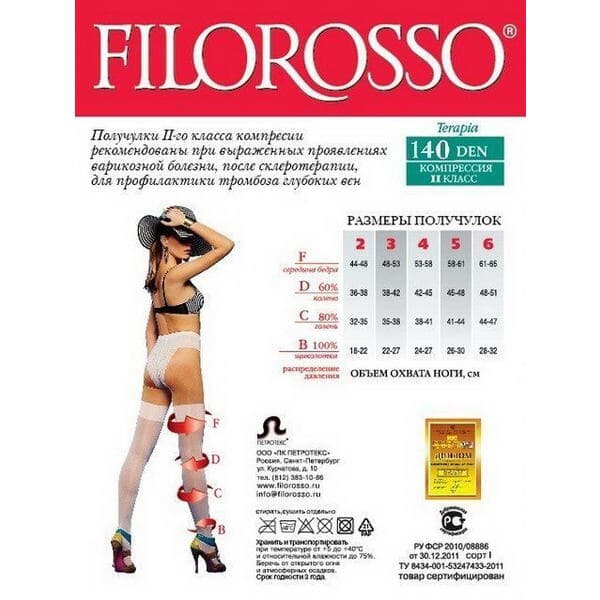 FILOROSSO®
Terapia
140 DEN
КОМПРЕССИЯ
II КЛАСС
Получулки II-го класса компресии
рекомендованы при выраженных проявлениях
варикозной болезни, после склеротерапии,
для профилактики тромбоза глубоких вен
РАЗМЕРЫ ПОЛУЧУЛОК
2 3 4 5 6
F 44-48 48-53 53-58 58-61 61-65
середина бедра
D 60% 36-38 38-42 42-45 45-48 48-51
колено
C 80% 32-35 35-38 38-41 41-44 44-47
голень
B 100% 18-22 22-27 24-27 26-30 28-32
щиколотки
распределение
давления
ОБЪЕМ ОХВАТА НОГИ, см
F
D
C
B
ПЕТРОТЕКС
ООО "ПК ПЕТРОТЕКС"
Россия, Санкт-Петербург
ул. Курчатова, д. 10
тел. (812) 383-10-86
www.filorosso.ru
info@filorosso.ru
стирать, сушить отдельно
Хранить и транспортировать
при температуре от +5 до +40°С
и относительной влажности до 75%.
Беречь от открытого огня
и атмосферных осадков.
Срок годности 3 года.
ДИПЛОМ
РУ ФСР 2010/08886
от 30.12.2011 сорт I
ТУ 8434-001-53247433-2011
товар сертифицирован